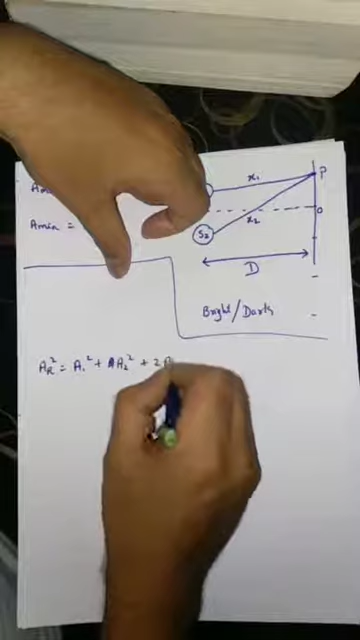 x₁
P
Amin =
O
S₂
x₂
D
Bright/Dark
A_R² = A₁² + A₂² + 2